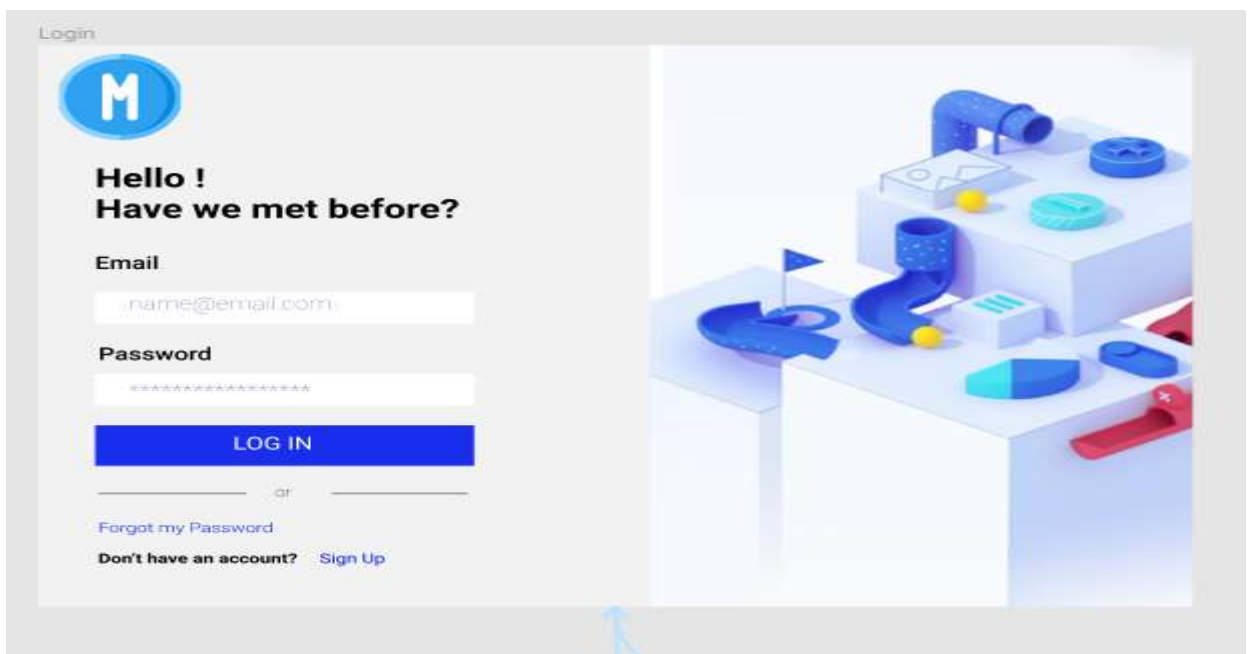 Login
M
Hello !
Have we met before?
Email
name@email.com
Password
*****************
LOG IN
or
Forgot my Password
Don't have an account? Sign Up